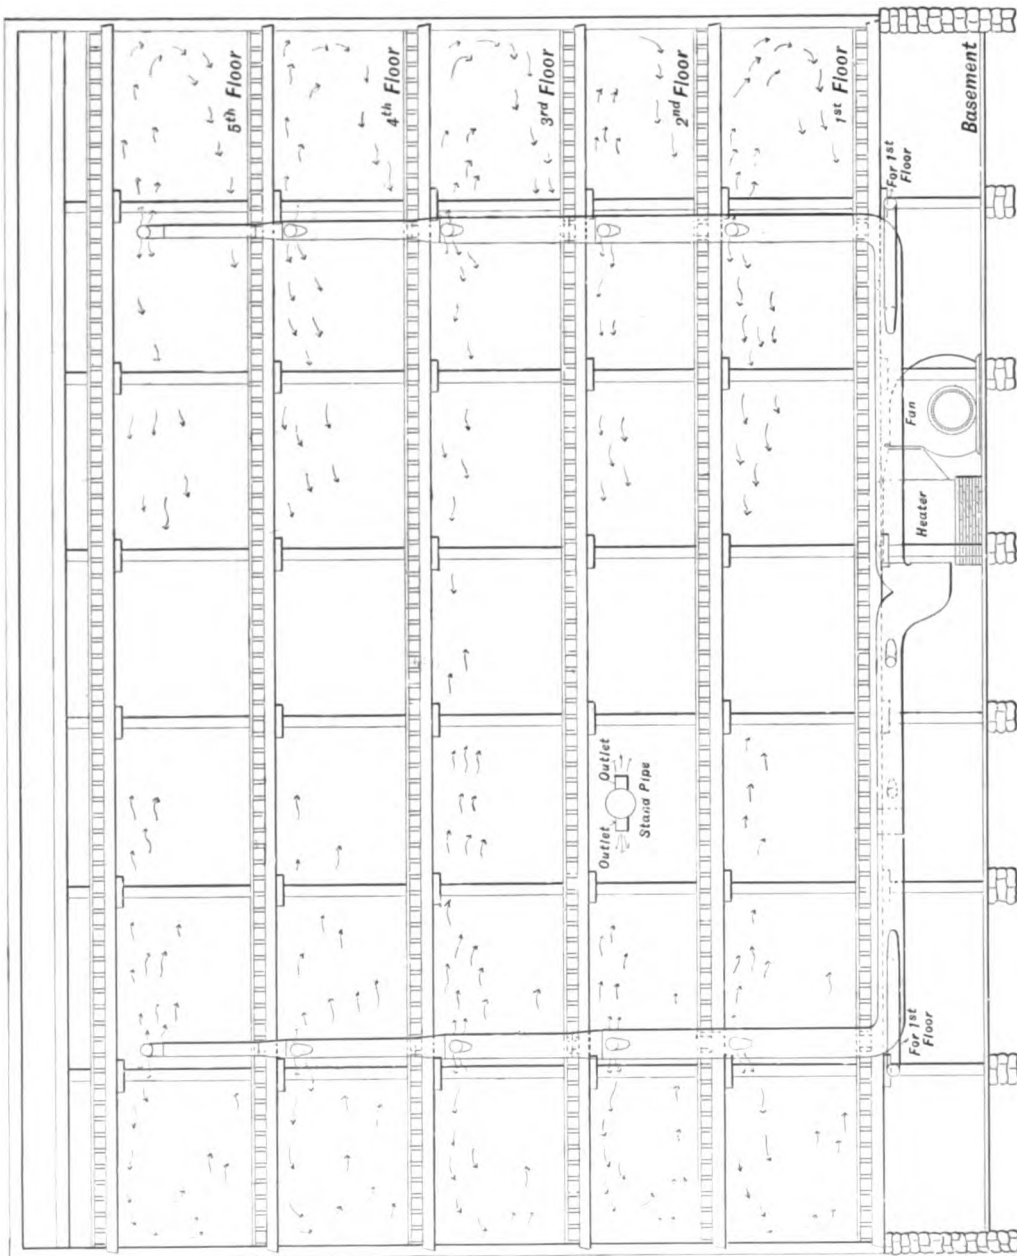 5th Floor
4th Floor
3rd Floor
2nd Floor
1st Floor
Basement
For 1st
Floor
Fan
Heater
Outlet
Outlet
Stand Pipe
For 1st
Floor